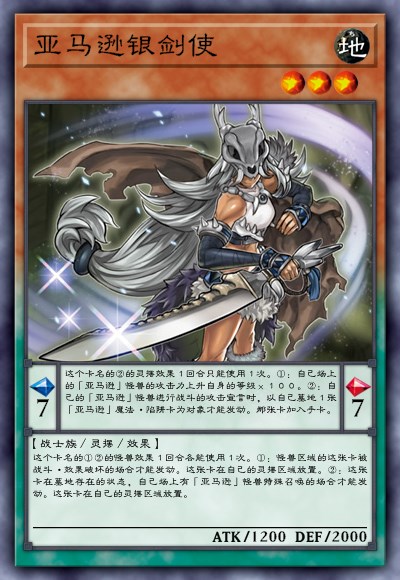 亚马逊银剑使
地
这个卡名的②的灵摆效果1回合只能使用1次。①：自己场上
的「亚马逊」怪兽的攻击力上升自身的等级×100。②：自
己的「亚马逊」怪兽进行战斗的攻击宣言时，以自己墓地1张
「亚马逊」魔法·陷阱卡为对象才能发动。那张卡加入手卡。
7
7
【战士族／灵摆／效果】
这个卡名的①②的怪兽效果1回合各能使用1次。①：怪兽区域的这张卡被
战斗·效果破坏的场合才能发动。这张卡在自己的灵摆区域放置。②：这张
卡在墓地存在的状态，自己场上有「亚马逊」怪兽特殊召唤的场合才能发
动。这张卡在自己的灵摆区域放置。
ATK/1200 DEF/2000